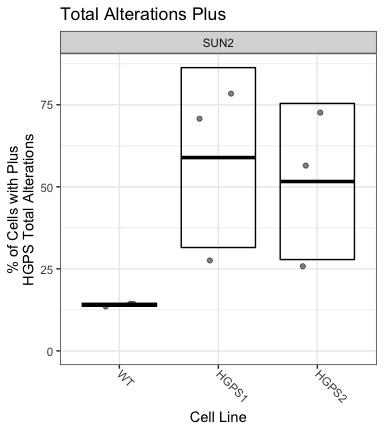 Total Alterations Plus
SUN2
% of Cells with Plus
HGPS Total Alterations
75
50
25
0
WT
HGPS1
HGPS2
Cell Line